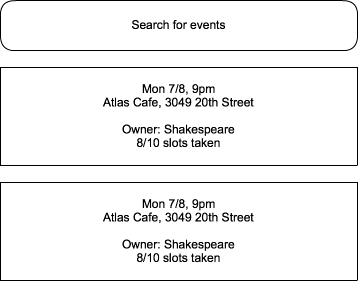 Search for events
Mon 7/8, 9pm
Atlas Cafe, 3049 20th Street
Owner: Shakespeare
8/10 slots taken
Mon 7/8, 9pm
Atlas Cafe, 3049 20th Street
Owner: Shakespeare
8/10 slots taken